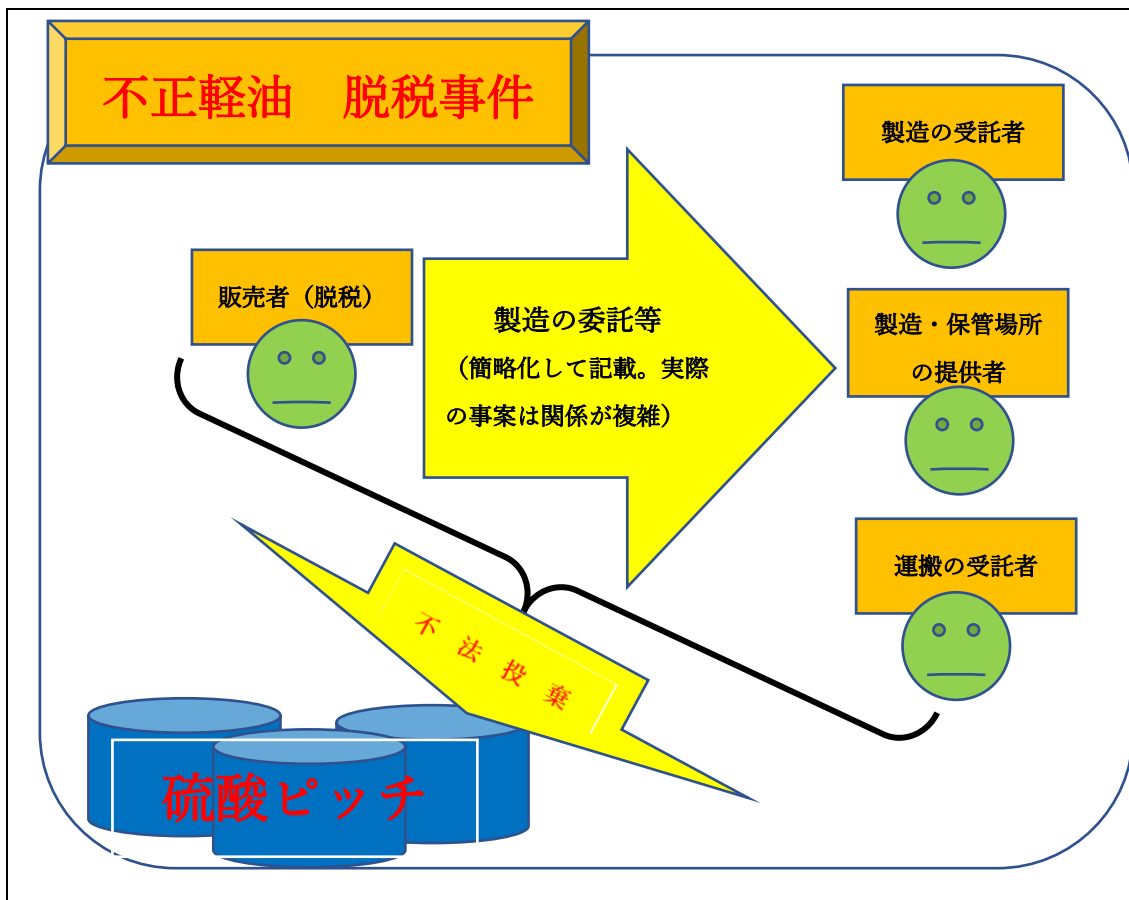 不正軽油　脱税事件
製造の受託者
販売者（脱税）
製造の委託等
（簡略化して記載。実際
の事案は関係が複雑）
製造・保管場所
の提供者
運搬の受託者
不法投棄
硫酸ピッチ